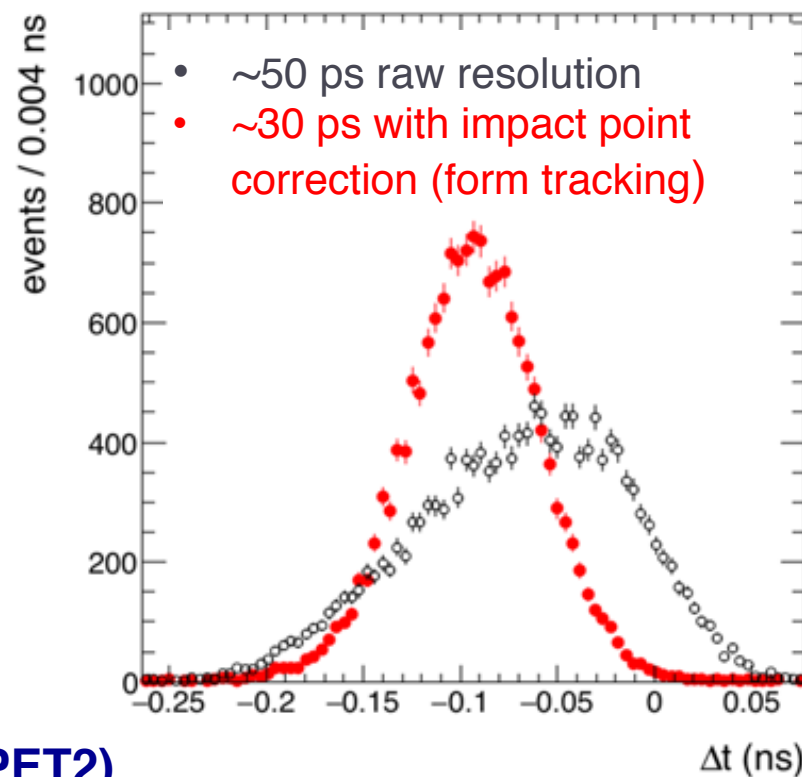 events / 0.004 ns
1000
800
600
400
200
0
• ~50 ps raw resolution
• ~30 ps with impact point
correction (form tracking)
−0.25 −0.2 −0.15 −0.1 −0.05 0 0.05
Δt (ns)
PET2)